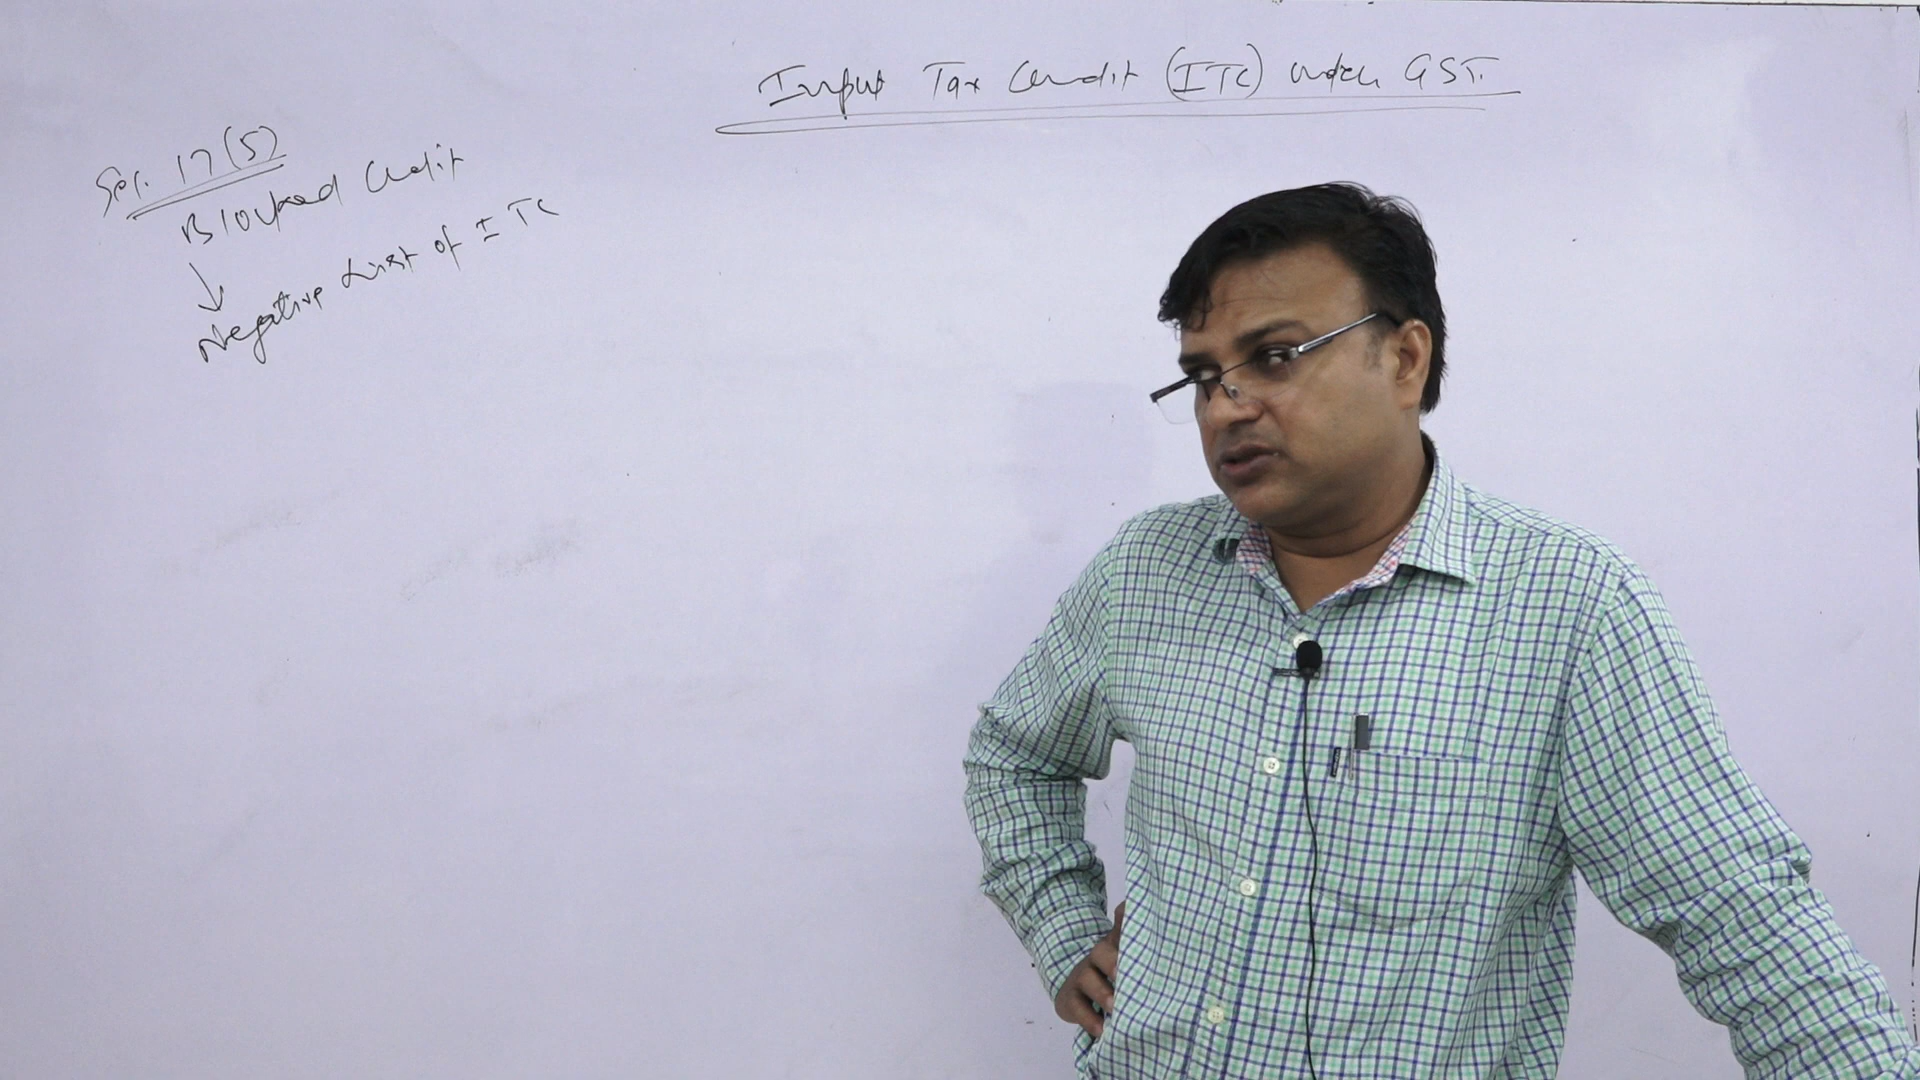 Input Tax Credit (ITC) under GST.
Sec. 17(5)
Blocked Credit
↓
Negative List of ITC